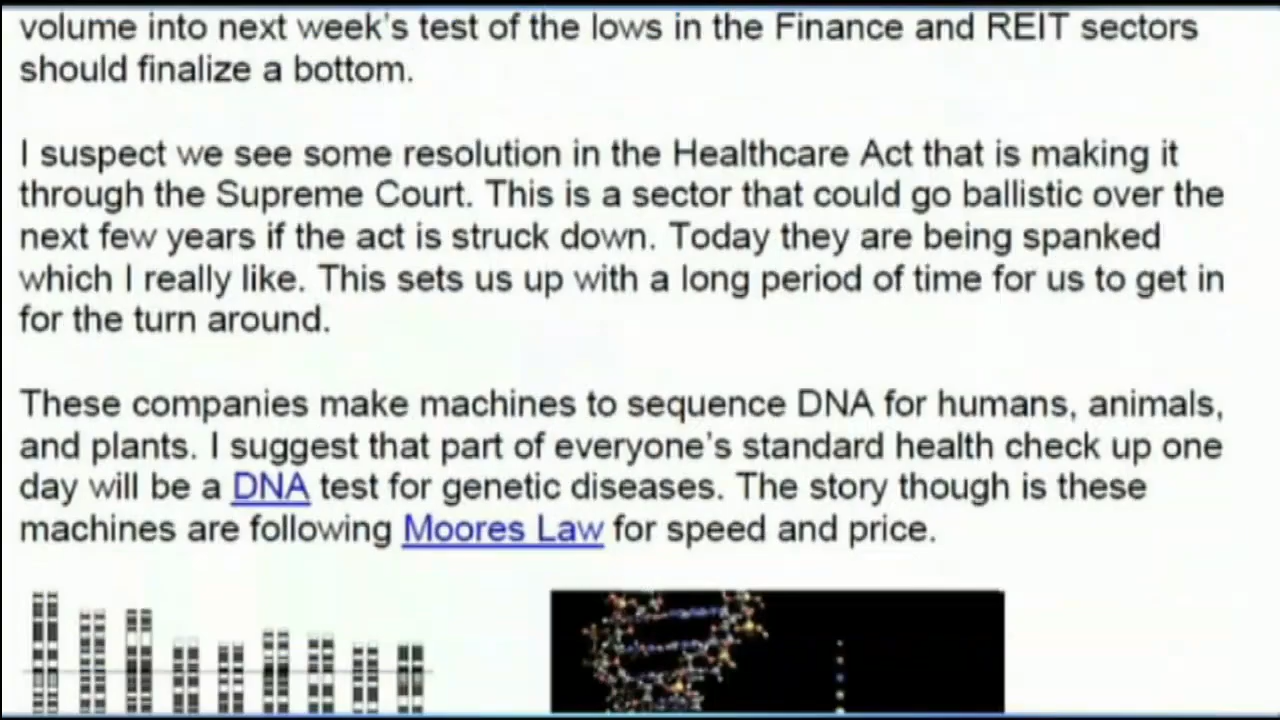 volume into next week's test of the lows in the Finance and REIT sectors
should finalize a bottom.
I suspect we see some resolution in the Healthcare Act that is making it
through the Supreme Court. This is a sector that could go ballistic over the
next few years if the act is struck down. Today they are being spanked
which I really like. This sets us up with a long period of time for us to get in
for the turn around.
These companies make machines to sequence DNA for humans, animals,
and plants. I suggest that part of everyone's standard health check up one
day will be a DNA test for genetic diseases. The story though is these
machines are following Moores Law for speed and price.